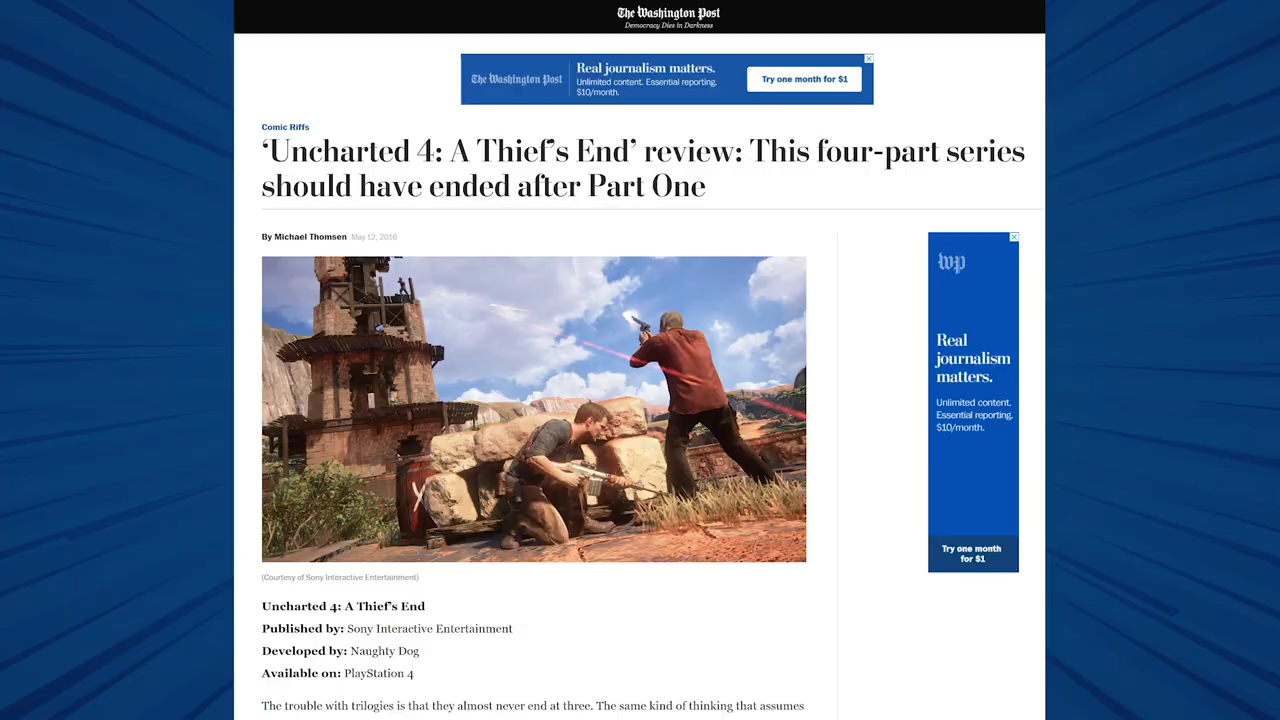 The Washington Post
Democracy Dies in Darkness
The Washington Post
Real journalism matters.
Unlimited content. Essential reporting.
$10/month.
Try one month for $1
Comic Riffs
‘Uncharted 4: A Thief’s End’ review: This four-part series
should have ended after Part One
By Michael Thomsen May 12, 2016
wp
Real
journalism
matters.
Unlimited content.
Essential reporting.
$10/month.
Try one month
for $1
(Courtesy of Sony Interactive Entertainment)
Uncharted 4: A Thief’s End
Published by: Sony Interactive Entertainment
Developed by: Naughty Dog
Available on: PlayStation 4
The trouble with trilogies is that they almost never end at three. The same kind of thinking that assumes